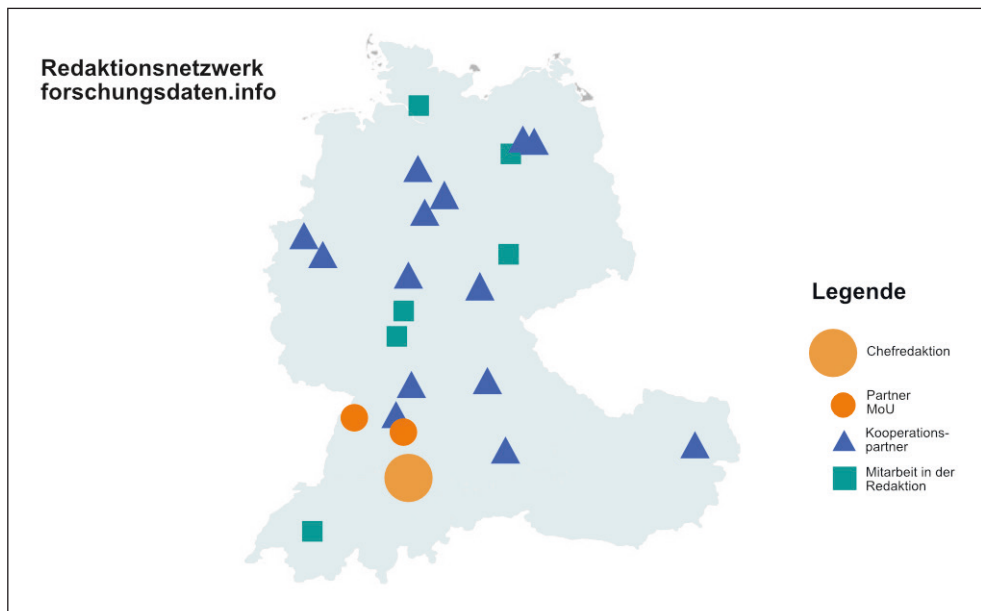 Redaktionsnetzwerk
forschungsdaten.info
Legende
Chefredaktion
Partner
MoU
Kooperations-
partner
Mitarbeit in der
Redaktion